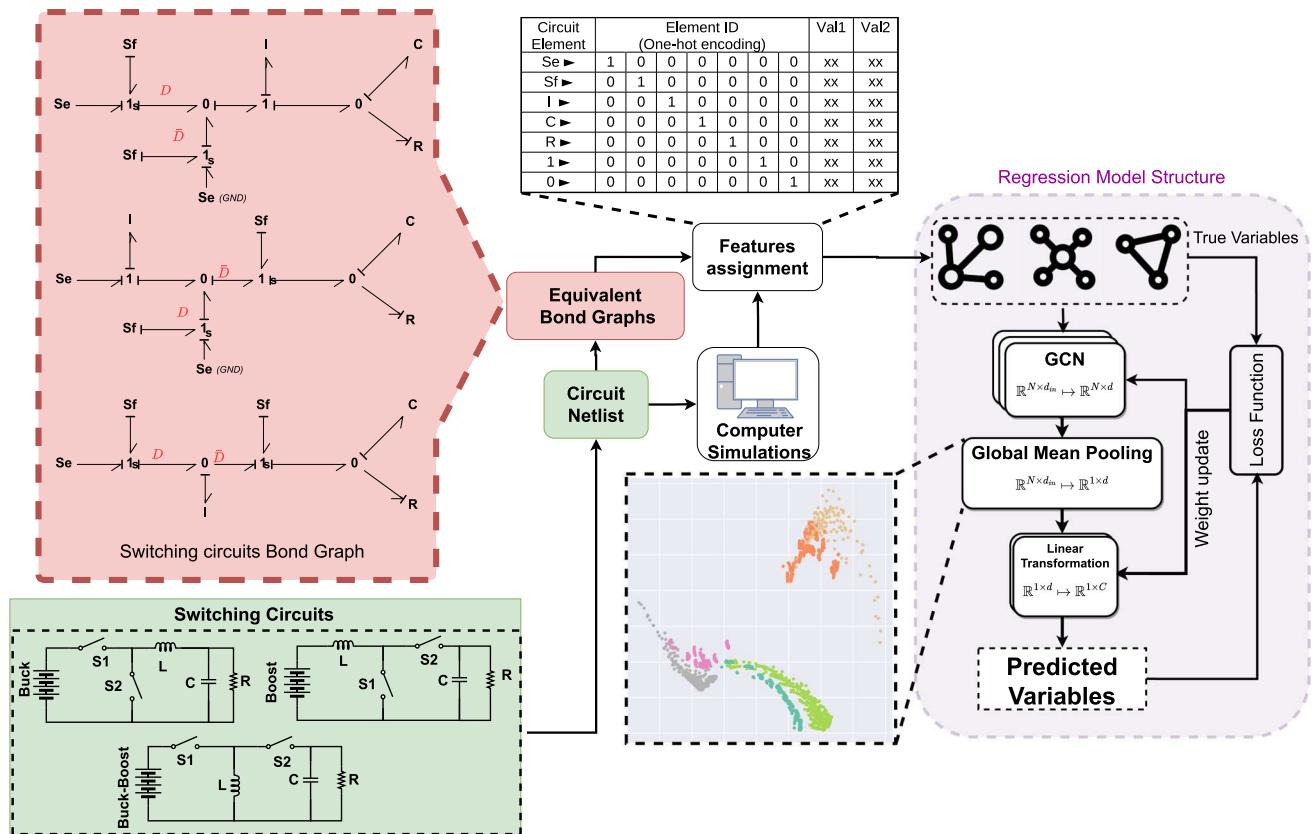 Sf
I
C
Se
1s
D
0
1
0
D̄
Sf
1s
R
Se (GND)
I
Sf
C
Se
1
0
D̄
1s
0
D
Sf
1s
R
Se (GND)
Sf
Sf
C
Se
1s
D
0
D̄
1s
0
I
R
Switching circuits Bond Graph
Switching Circuits
Buck
S1
S2
L
C
R
Boost
L
S1
S2
C
R
Buck-Boost
S1
L
S2
C
R
Circuit Element Element ID (One-hot encoding) Val1 Val2
Se ► 1 0 0 0 0 0 0 xx xx
Sf ► 0 1 0 0 0 0 0 xx xx
I ► 0 0 1 0 0 0 0 xx xx
C ► 0 0 0 1 0 0 0 xx xx
R ► 0 0 0 0 1 0 0 xx xx
1 ► 0 0 0 0 0 1 0 xx xx
0 ► 0 0 0 0 0 0 1 xx xx
Features
assignment
Equivalent
Bond Graphs
Circuit
Netlist
Computer
Simulations
Regression Model Structure
True Variables
GCN
ℝ^{N×d_{in}} ↦ ℝ^{N×d}
Global Mean Pooling
ℝ^{N×d_{in}} ↦ ℝ^{1×d}
Linear
Transformation
ℝ^{1×d} ↦ ℝ^{1×C}
Predicted
Variables
Weight update
Loss Function